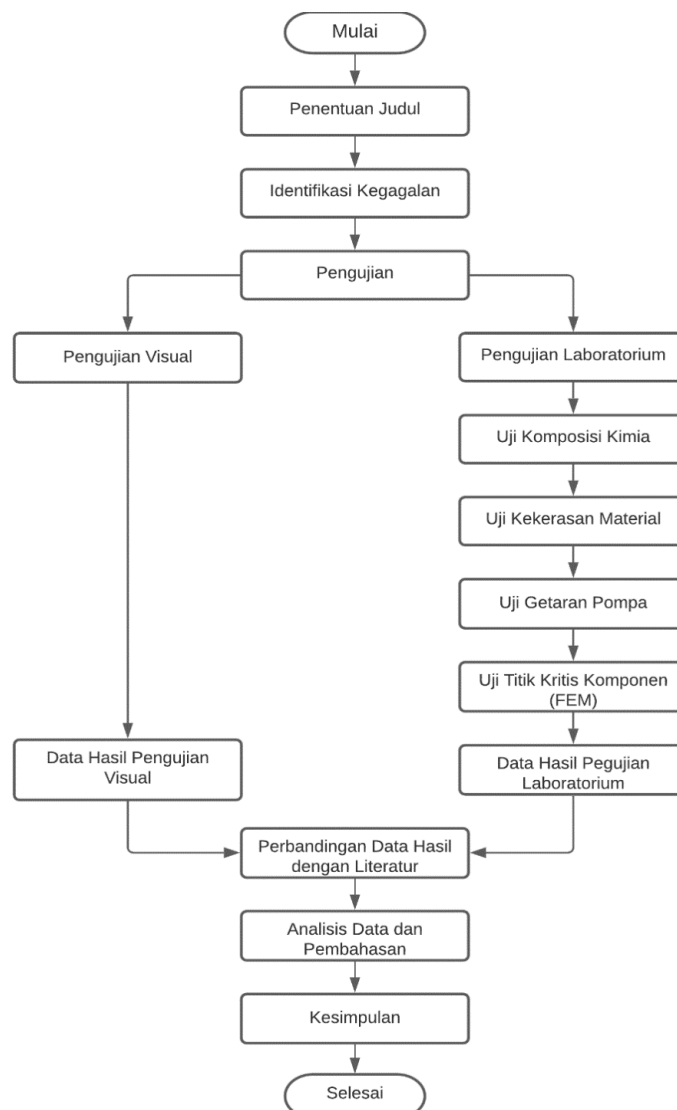 Mulai
Penentuan Judul
Identifikasi Kegagalan
Pengujian
Pengujian Visual
Pengujian Laboratorium
Uji Komposisi Kimia
Uji Kekerasan Material
Uji Getaran Pompa
Uji Titik Kritis Komponen
(FEM)
Data Hasil Pengujian
Visual
Data Hasil Pegujian
Laboratorium
Perbandingan Data Hasil
dengan Literatur
Analisis Data dan
Pembahasan
Kesimpulan
Selesai